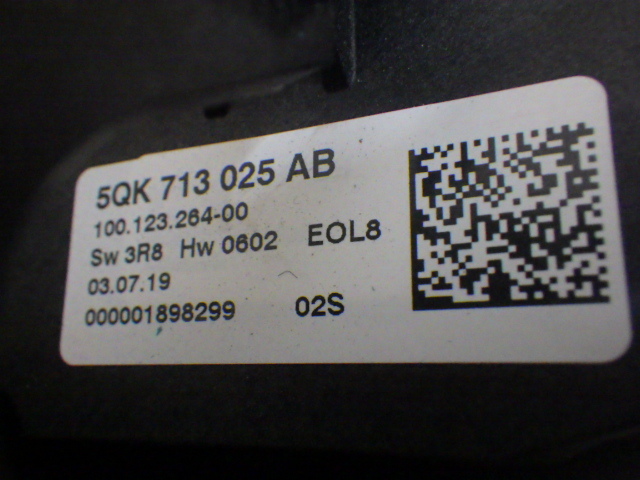 5QK 713 025 AB
100.123.264-00
Sw 3R8 Hw 0602 EOL8
03.07.19
000001898299 02S